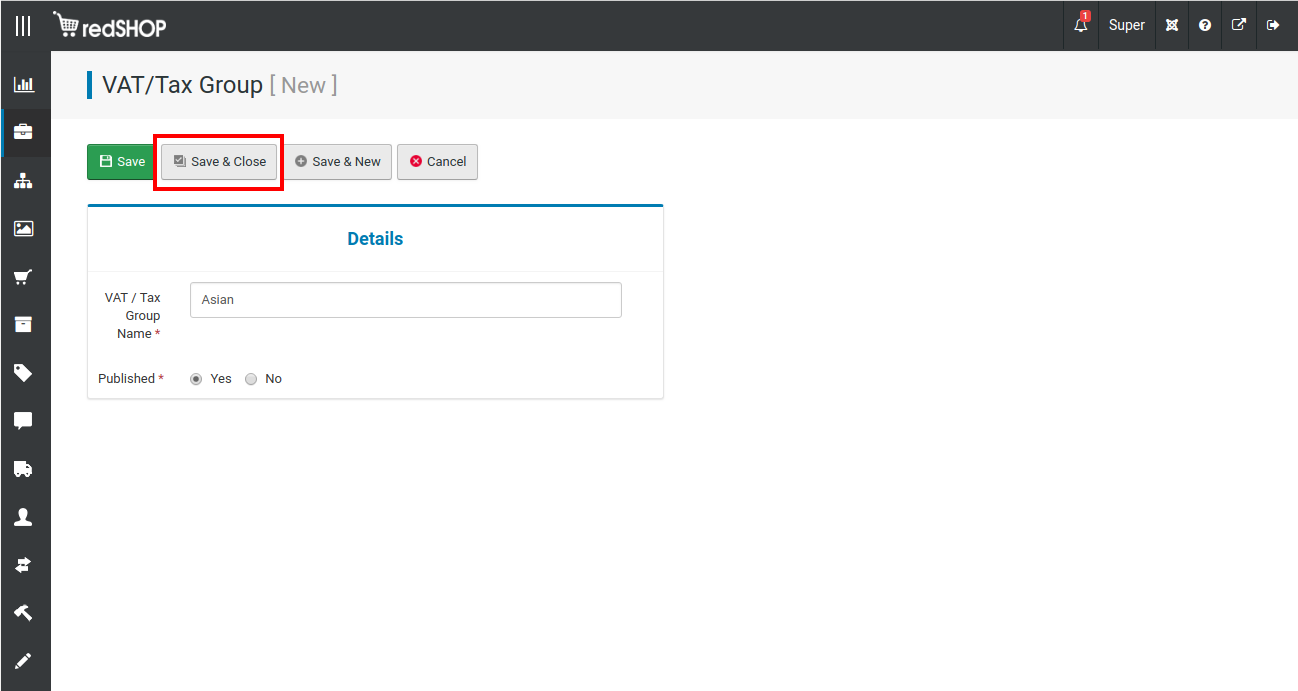 redSHOP
1
Super
VAT/Tax Group [ New ]
Save
Save & Close
Save & New
Cancel
Details
VAT / Tax
Group
Name *
Asian
Published *
Yes
No